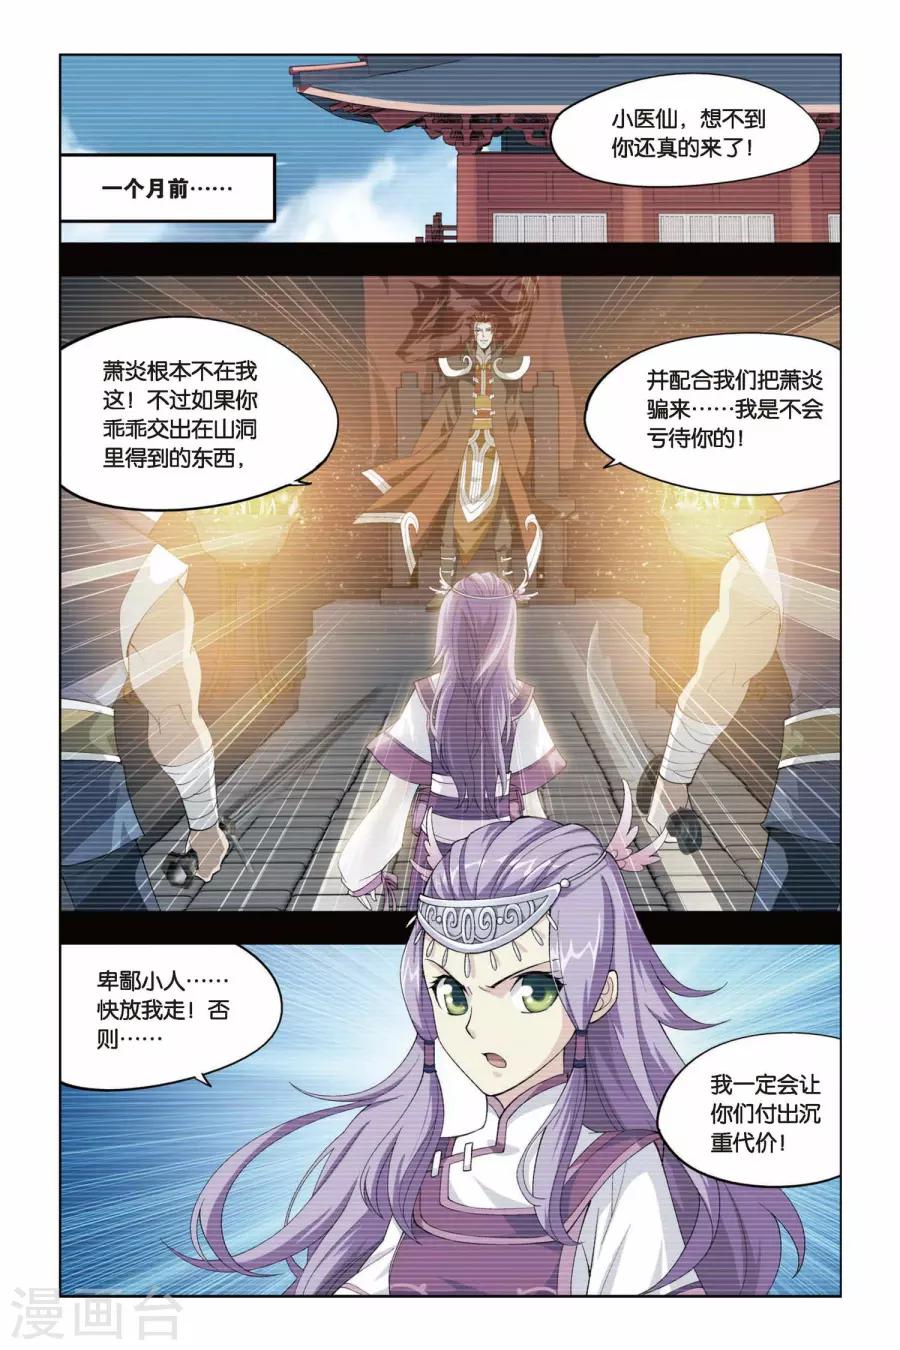 小医仙，想不到
你还真的来了！
一个月前……
萧炎根本不在我
这！不过如果你
乖乖交出在山洞
里得到的东西，
并配合我们把萧炎
骗来……我是不会
亏待你的！
卑鄙小人……
快放我走！否
则……
我一定会让
你们付出沉
重代价！
漫画台